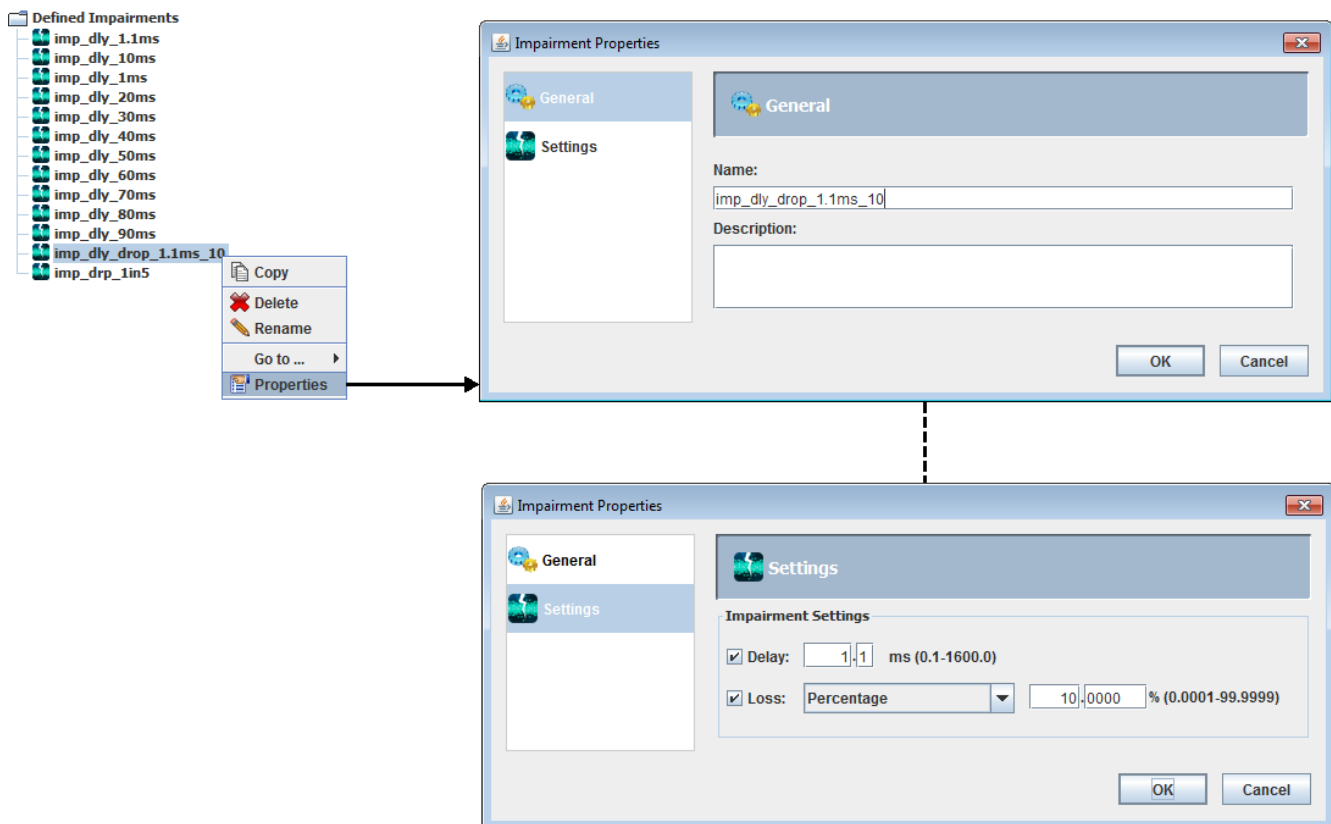 Defined Impairments
imp_dly_1.1ms
imp_dly_10ms
imp_dly_1ms
imp_dly_20ms
imp_dly_30ms
imp_dly_40ms
imp_dly_50ms
imp_dly_60ms
imp_dly_70ms
imp_dly_80ms
imp_dly_90ms
imp_dly_drop_1.1ms_10
imp_drp_1in5
Copy
Delete
Rename
Go to ...
Properties
Impairment Properties
General
Settings
General
Name:
imp_dly_drop_1.1ms_10
Description:
OK Cancel
Impairment Properties
General
Settings
Settings
Impairment Settings
Delay: 1.1 ms (0.1-1600.0)
Loss: Percentage 10.0000 % (0.0001-99.9999)
OK Cancel